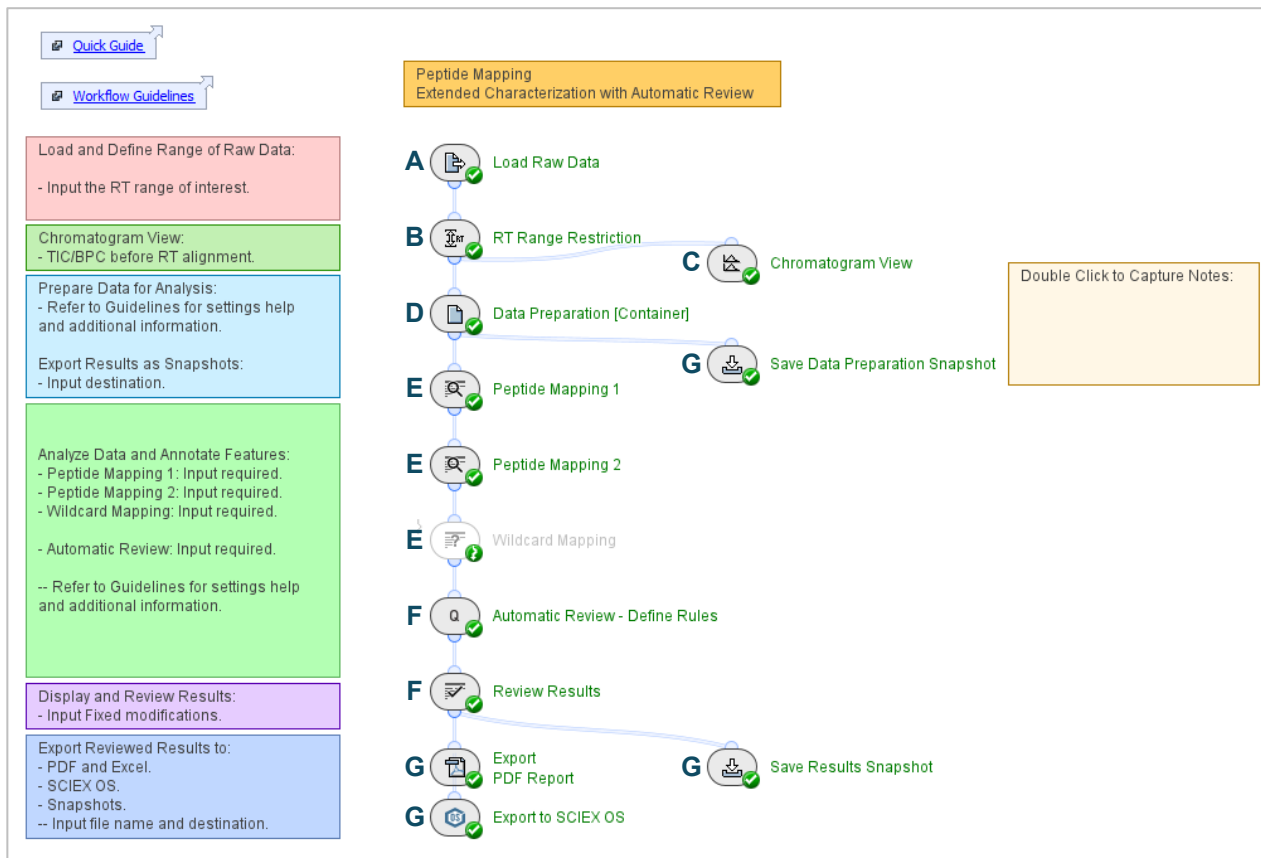 Quick Guide
Workflow Guidelines
Peptide Mapping
Extended Characterization with Automatic Review
Load and Define Range of Raw Data:
- Input the RT range of interest.
Chromatogram View:
- TIC/BPC before RT alignment.
Prepare Data for Analysis:
- Refer to Guidelines for settings help
and additional information.
Export Results as Snapshots:
- Input destination.
Analyze Data and Annotate Features:
- Peptide Mapping 1: Input required.
- Peptide Mapping 2: Input required.
- Wildcard Mapping: Input required.
- Automatic Review: Input required.
-- Refer to Guidelines for settings help
and additional information.
Display and Review Results:
- Input Fixed modifications.
Export Reviewed Results to:
- PDF and Excel.
- SCIEX OS.
- Snapshots.
-- Input file name and destination.
A Load Raw Data
B RT RT Range Restriction
C Chromatogram View
D Data Preparation [Container]
G Save Data Preparation Snapshot
E Peptide Mapping 1
E Peptide Mapping 2
E ? Wildcard Mapping
F Q Automatic Review - Define Rules
F Review Results
G Export
PDF Report
G Save Results Snapshot
G OS Export to SCIEX OS
Double Click to Capture Notes: